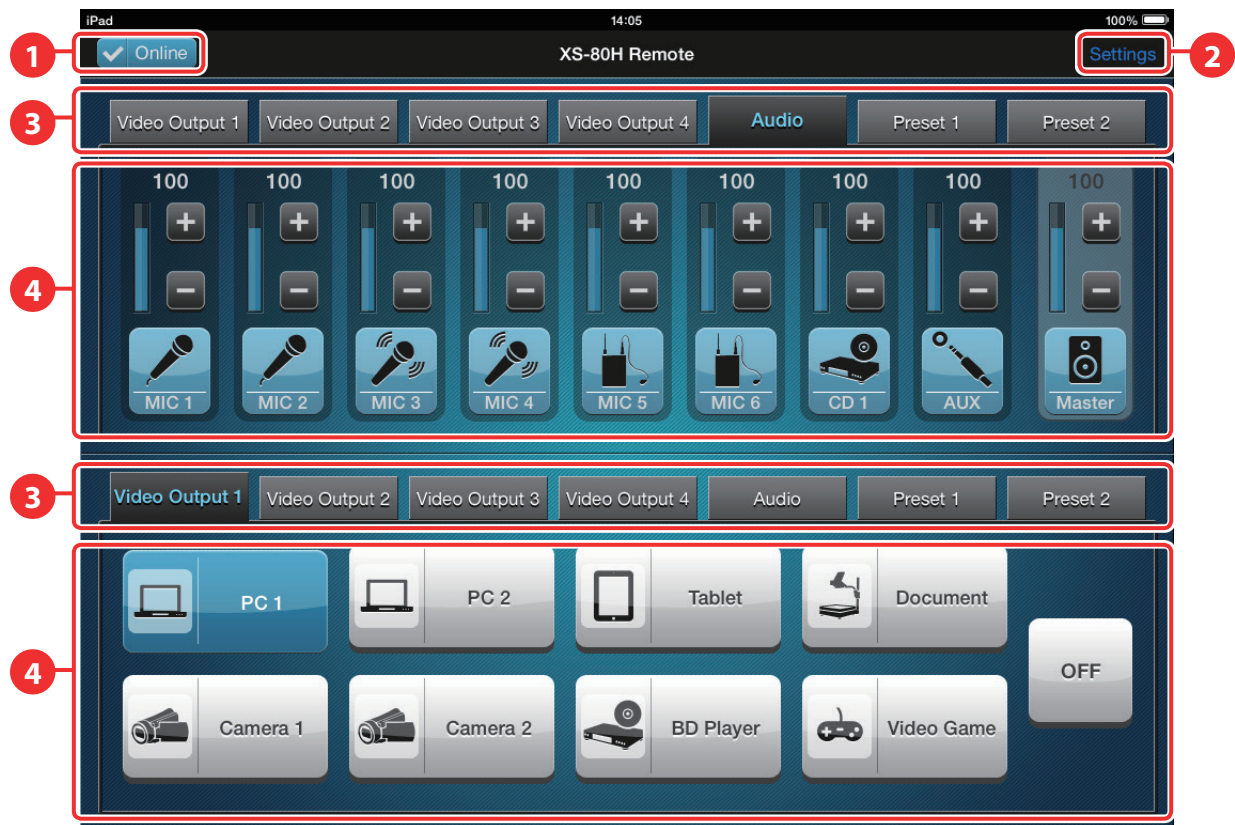 iPad 14:05 100%
1 Online XS-80H Remote Settings 2
3 Video Output 1 Video Output 2 Video Output 3 Video Output 4 Audio Preset 1 Preset 2
100 100 100 100 100 100 100 100 100
4
MIC 1 MIC 2 MIC 3 MIC 4 MIC 5 MIC 6 CD 1 AUX Master
3 Video Output 1 Video Output 2 Video Output 3 Video Output 4 Audio Preset 1 Preset 2
PC 1 PC 2 Tablet Document
4 OFF
Camera 1 Camera 2 BD Player Video Game